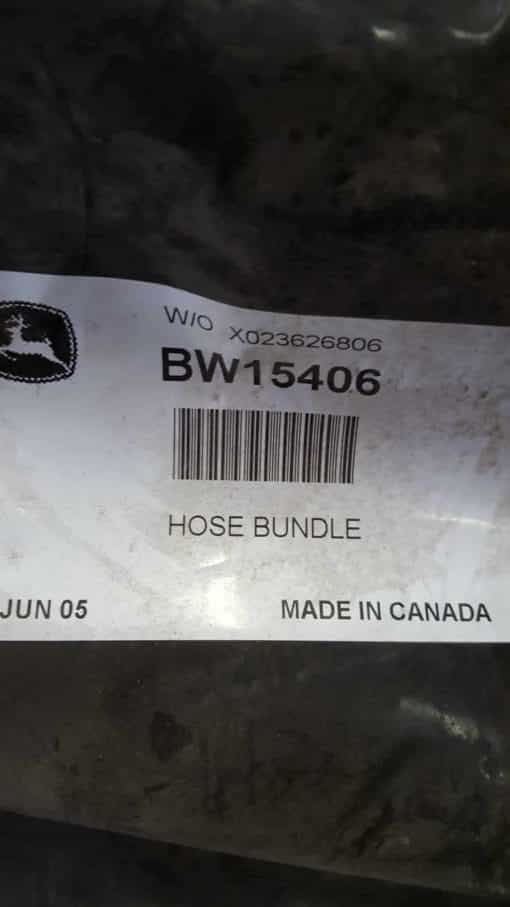 W/O X023626806
BW15406
HOSE BUNDLE
JUN 05 MADE IN CANADA